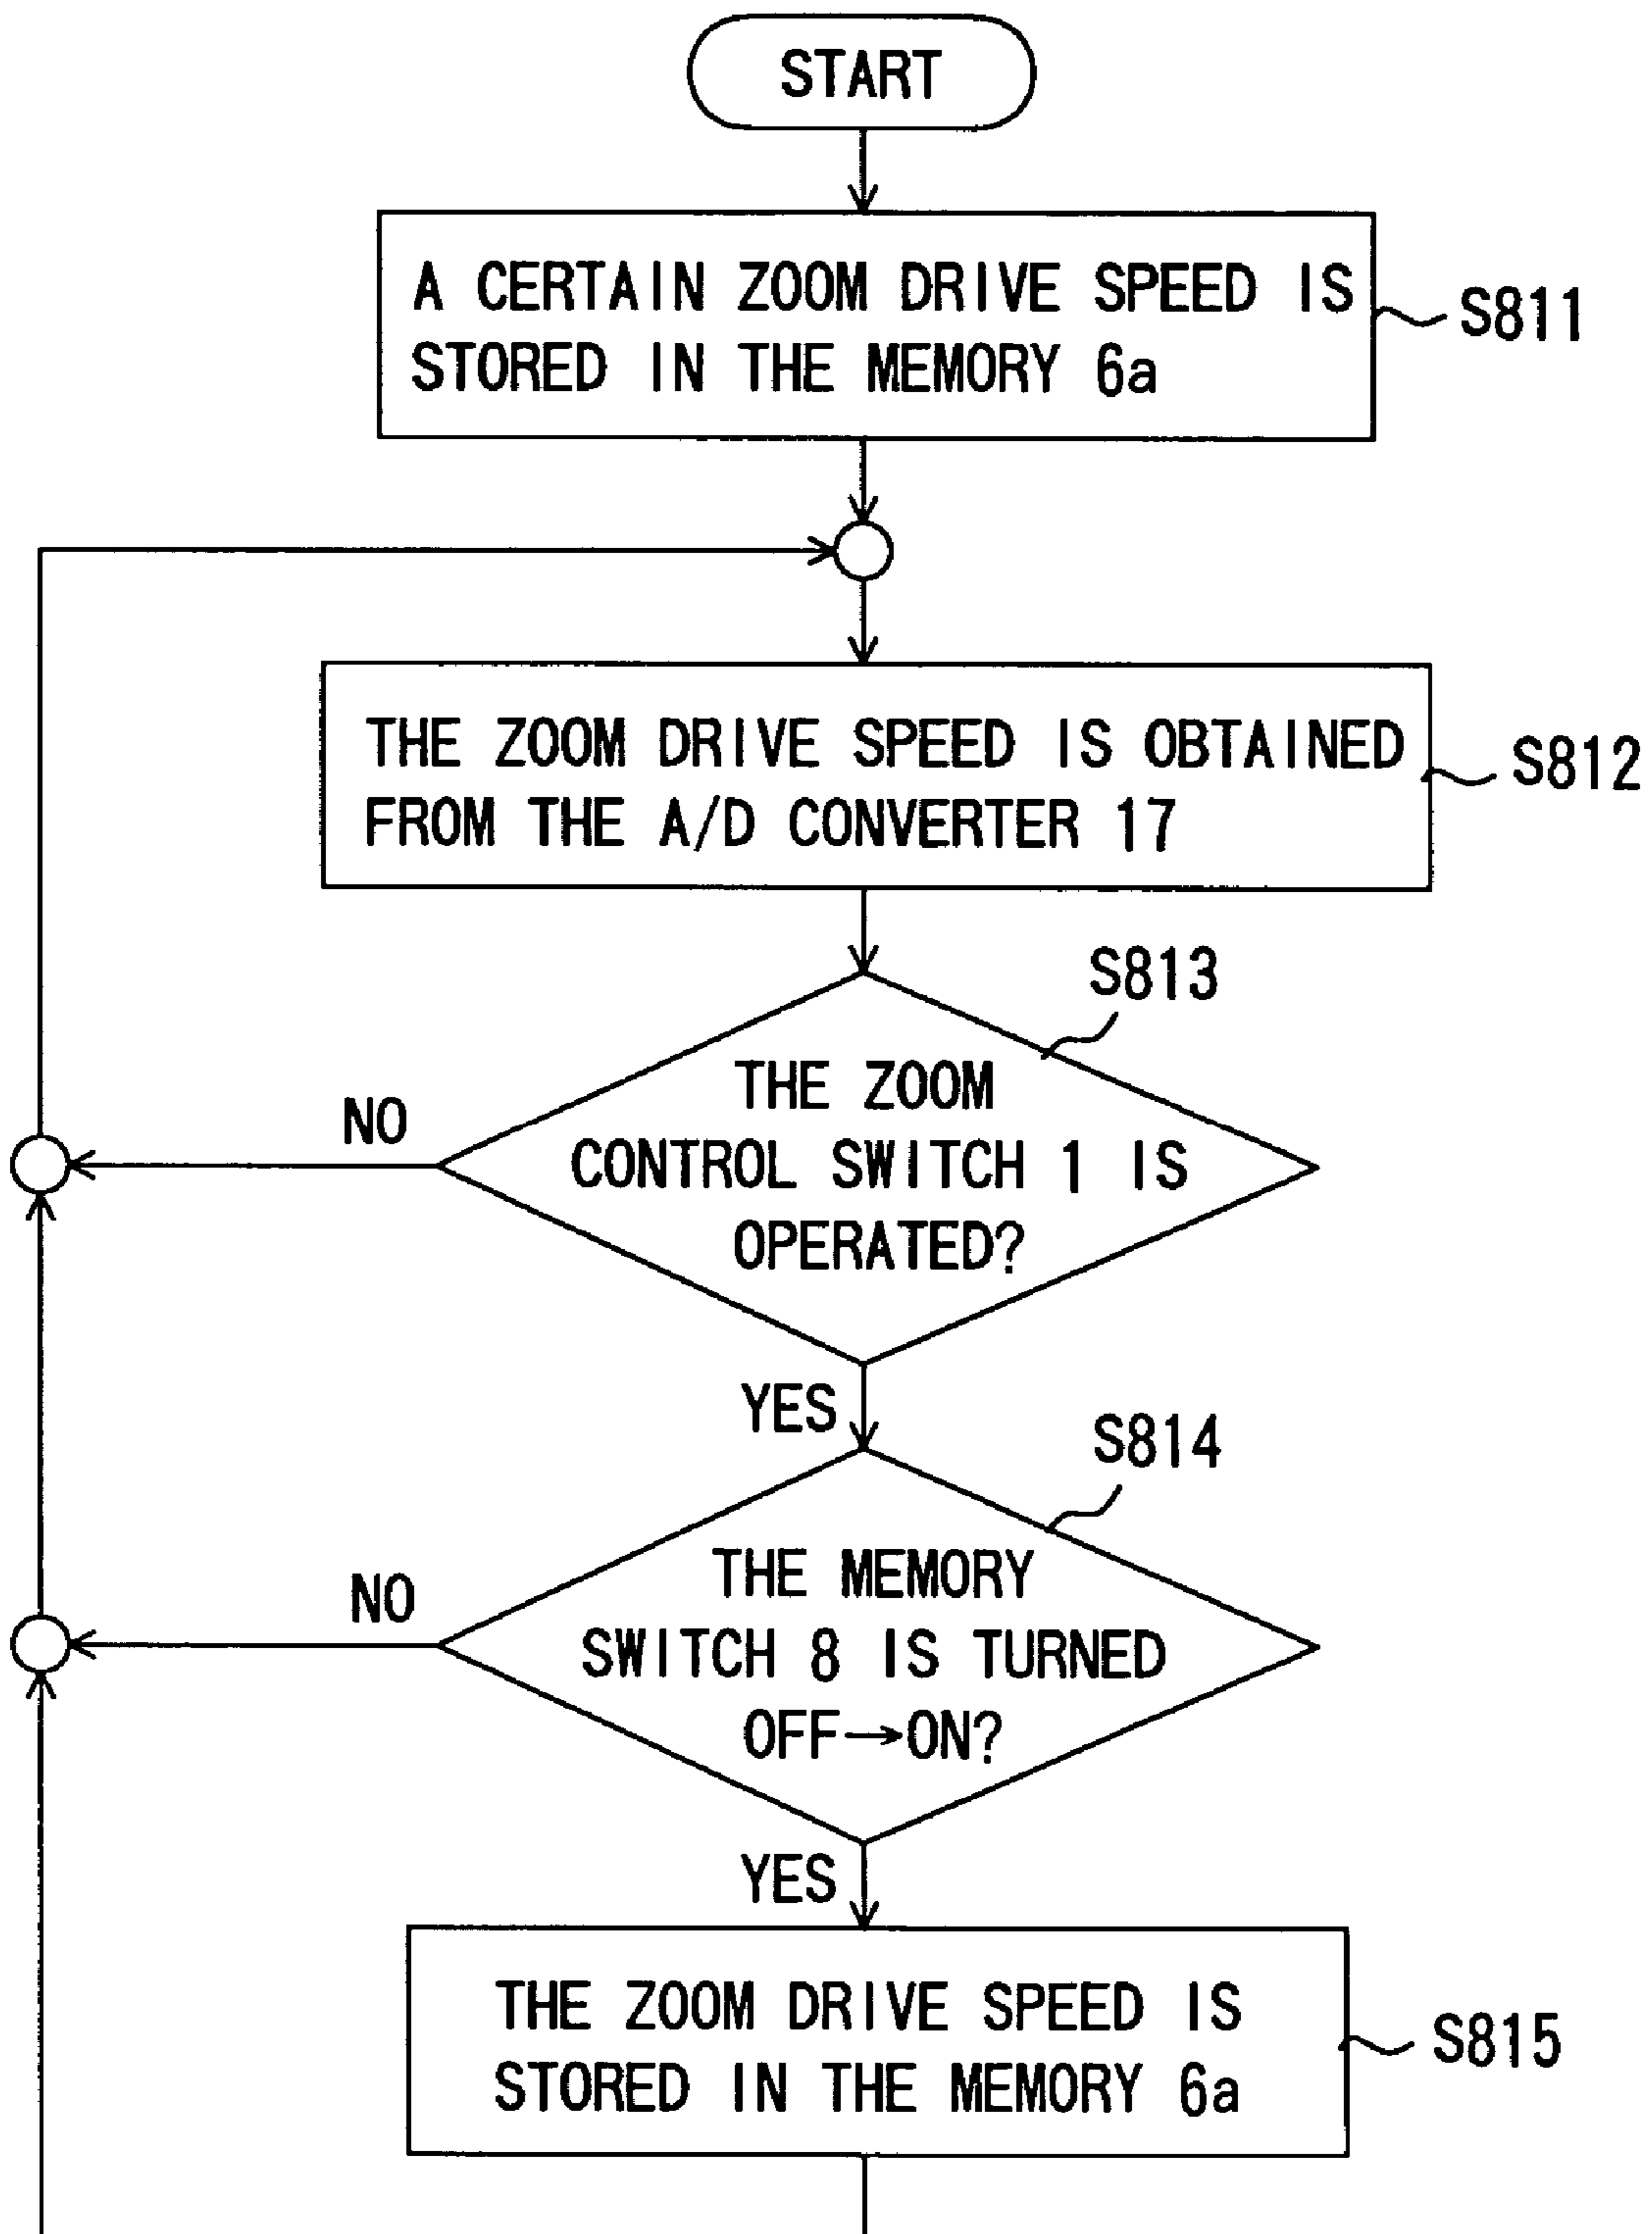 START
A CERTAIN ZOOM DRIVE SPEED IS
STORED IN THE MEMORY 6a
S811
THE ZOOM DRIVE SPEED IS OBTAINED
FROM THE A/D CONVERTER 17
S812
S813
THE ZOOM
CONTROL SWITCH 1 IS
OPERATED?
NO
YES
S814
THE MEMORY
SWITCH 8 IS TURNED
OFF→ON?
NO
YES
THE ZOOM DRIVE SPEED IS
STORED IN THE MEMORY 6a
S815